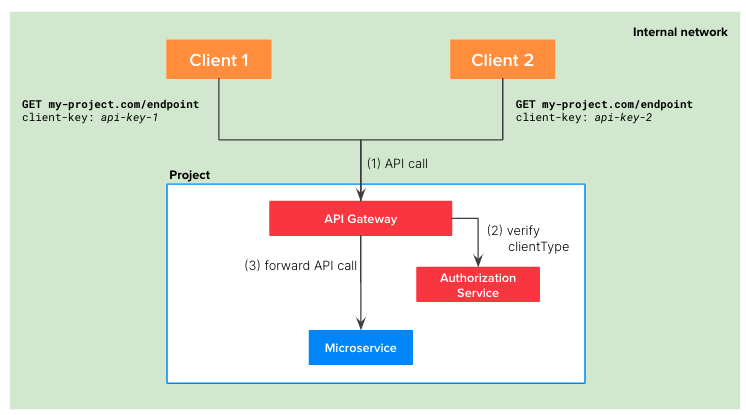 Internal network
Client 1
Client 2
GET my-project.com/endpoint
client-key: api-key-1
GET my-project.com/endpoint
client-key: api-key-2
(1) API call
Project
API Gateway
(2) verify
clientType
(3) forward API call
Authorization
Service
Microservice